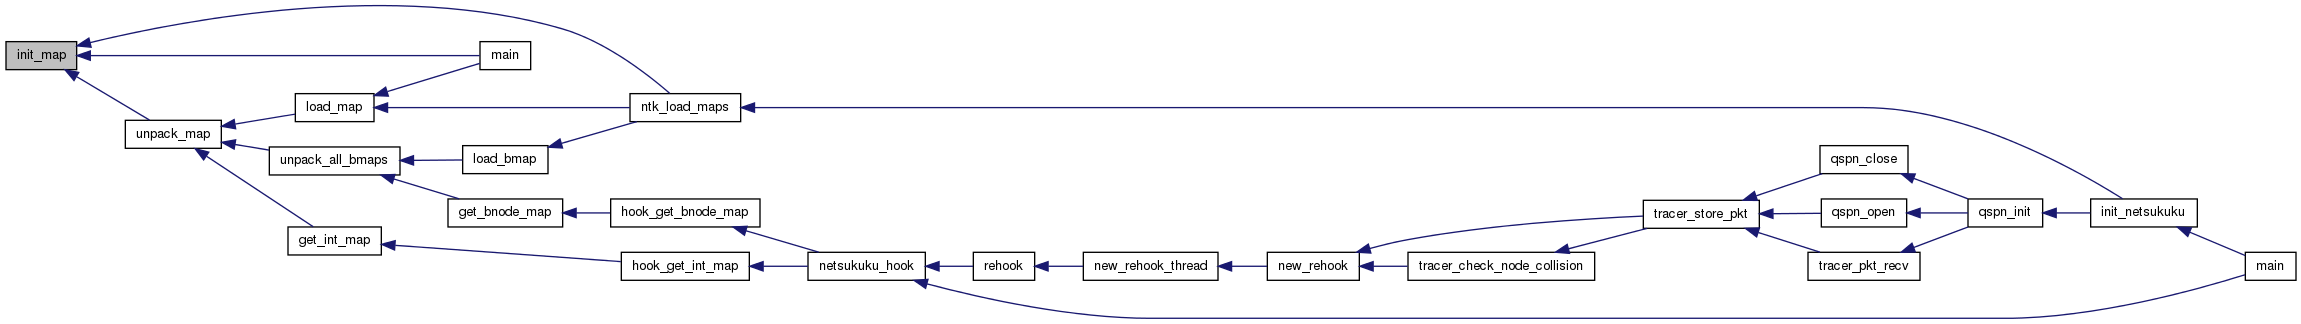 init_map
main
load_map
ntk_load_maps
unpack_map
unpack_all_bmaps
load_bmap
qspn_close
get_bnode_map
hook_get_bnode_map
tracer_store_pkt
qspn_open
qspn_init
init_netsukuku
get_int_map
hook_get_int_map
netsukuku_hook
rehook
new_rehook_thread
new_rehook
tracer_check_node_collision
tracer_pkt_recv
main